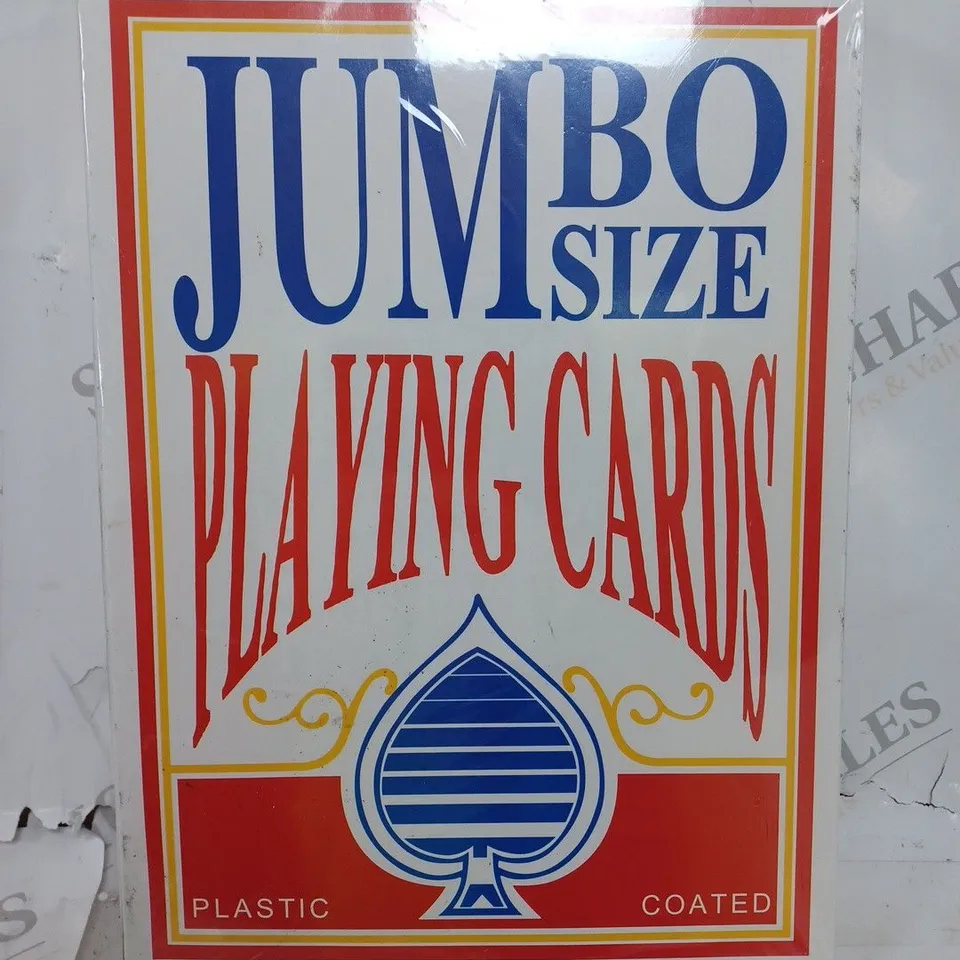 JUMBO
SIZE
PLAYING CARDS
PLASTIC
COATED